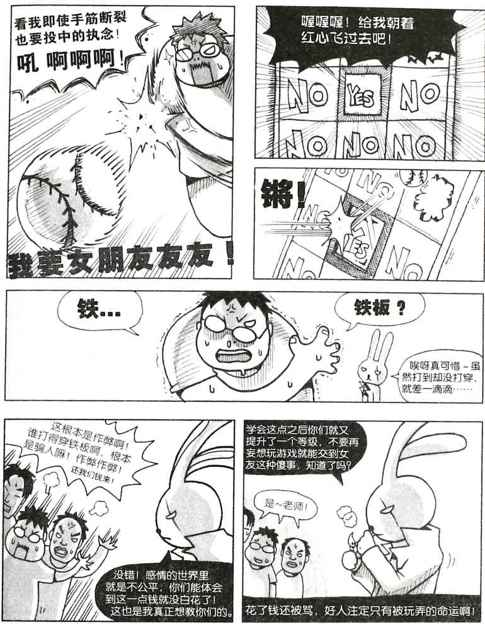 看我即使手筋断裂
也要投中的执念!
吼 啊啊啊!
我要女朋友友友!
喔喔喔! 给我朝着
红心飞过去吧!
NO YES NO
NO NO NO
锵!
NO NO
NO YES
NO
铁...
铁板?
唉呀真可惜~虽
然打到却没打穿,
就差一滴滴……
这根本是作弊啊!
谁打得穿铁板啊, 根本
是骗人嘛! 作弊作弊!
还我们钱来!
没错! 感情的世界里
就是不公平, 你们能体会
到这一点钱就没白花了!
这也是我真正想教你们的。
学会这点之后你们就又
提升了一个等级, 不要再
妄想玩游戏就能交到女
友这种傻事, 知道了吗?
是~老师!
花了钱还被骂, 好人注定只有被玩弄的命运啊!